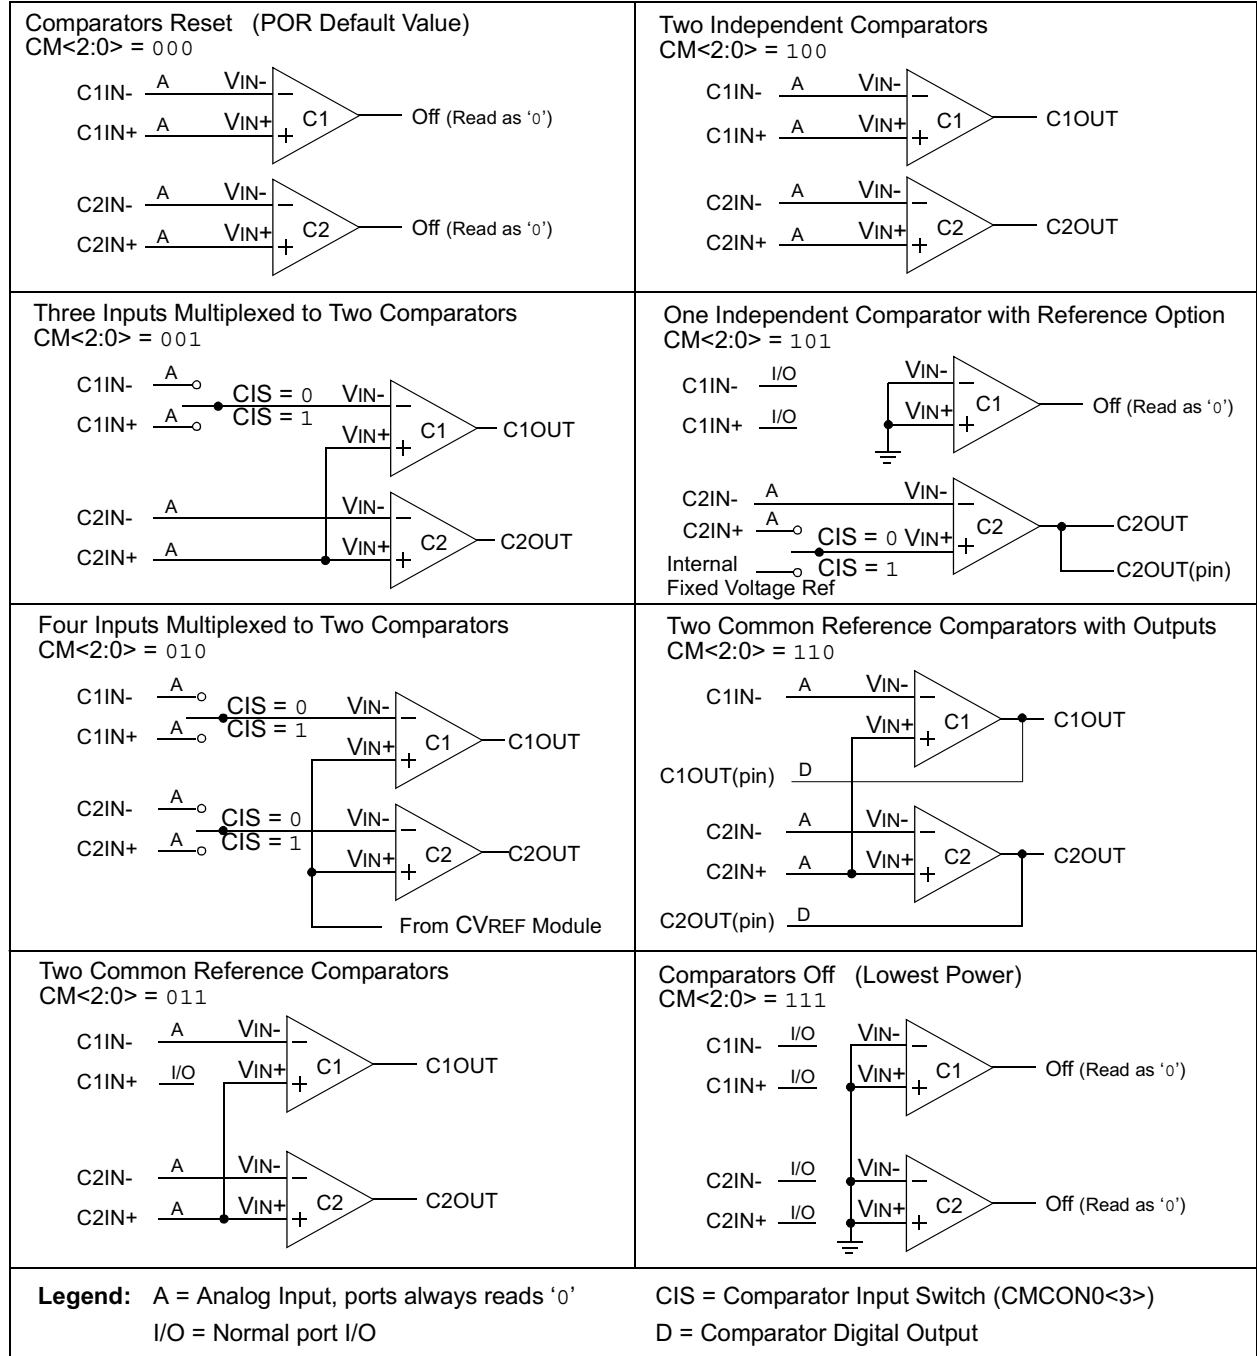 Comparators Reset (POR Default Value)
CM<2:0> = 000
C1IN- A VIN-
C1IN+ A VIN+
C1
Off (Read as ‘0’)
C2IN- A VIN-
C2IN+ A VIN+
C2
Off (Read as ‘0’)
Two Independent Comparators
CM<2:0> = 100
C1IN- A VIN-
C1IN+ A VIN+
C1
C1OUT
C2IN- A VIN-
C2IN+ A VIN+
C2
C2OUT
Three Inputs Multiplexed to Two Comparators
CM<2:0> = 001
C1IN- A
CIS = 0 VIN-
C1IN+ A
CIS = 1
VIN+
C1
C1OUT
C2IN- A VIN-
C2IN+ A VIN+
C2
C2OUT
One Independent Comparator with Reference Option
CM<2:0> = 101
C1IN- I/O VIN-
C1IN+ I/O VIN+
C1
Off (Read as ‘0’)
C2IN- A VIN-
C2IN+ A
CIS = 0 VIN+
C2
C2OUT
Internal
CIS = 1
C2OUT(pin)
Fixed Voltage Ref
Four Inputs Multiplexed to Two Comparators
CM<2:0> = 010
C1IN- A
CIS = 0 VIN-
C1IN+ A
CIS = 1
VIN+
C1
C1OUT
C2IN- A
CIS = 0 VIN-
C2IN+ A
CIS = 1
VIN+
C2
C2OUT
From CVREF Module
Two Common Reference Comparators with Outputs
CM<2:0> = 110
C1IN- A VIN-
VIN+
C1
C1OUT
C1OUT(pin) D
C2IN- A VIN-
C2IN+ A VIN+
C2
C2OUT
C2OUT(pin) D
Two Common Reference Comparators
CM<2:0> = 011
C1IN- A VIN-
C1IN+ I/O VIN+
C1
C1OUT
C2IN- A VIN-
C2IN+ A VIN+
C2
C2OUT
Comparators Off (Lowest Power)
CM<2:0> = 111
C1IN- I/O VIN-
C1IN+ I/O VIN+
C1
Off (Read as ‘0’)
C2IN- I/O VIN-
C2IN+ I/O VIN+
C2
Off (Read as ‘0’)
Legend: A = Analog Input, ports always reads ‘0’
CIS = Comparator Input Switch (CMCON0<3>)
I/O = Normal port I/O
D = Comparator Digital Output